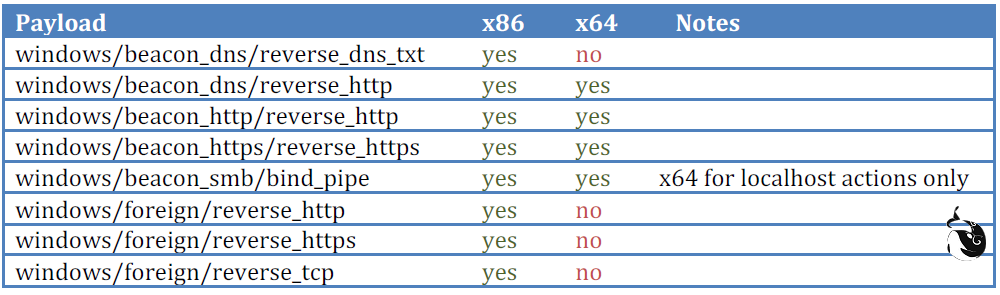 Payload x86 x64 Notes
windows/beacon_dns/reverse_dns_txt yes no
windows/beacon_dns/reverse_http yes yes
windows/beacon_http/reverse_http yes yes
windows/beacon_https/reverse_https yes yes
windows/beacon_smb/bind_pipe yes yes x64 for localhost actions only
windows/foreign/reverse_http yes no
windows/foreign/reverse_https yes no
windows/foreign/reverse_tcp yes no